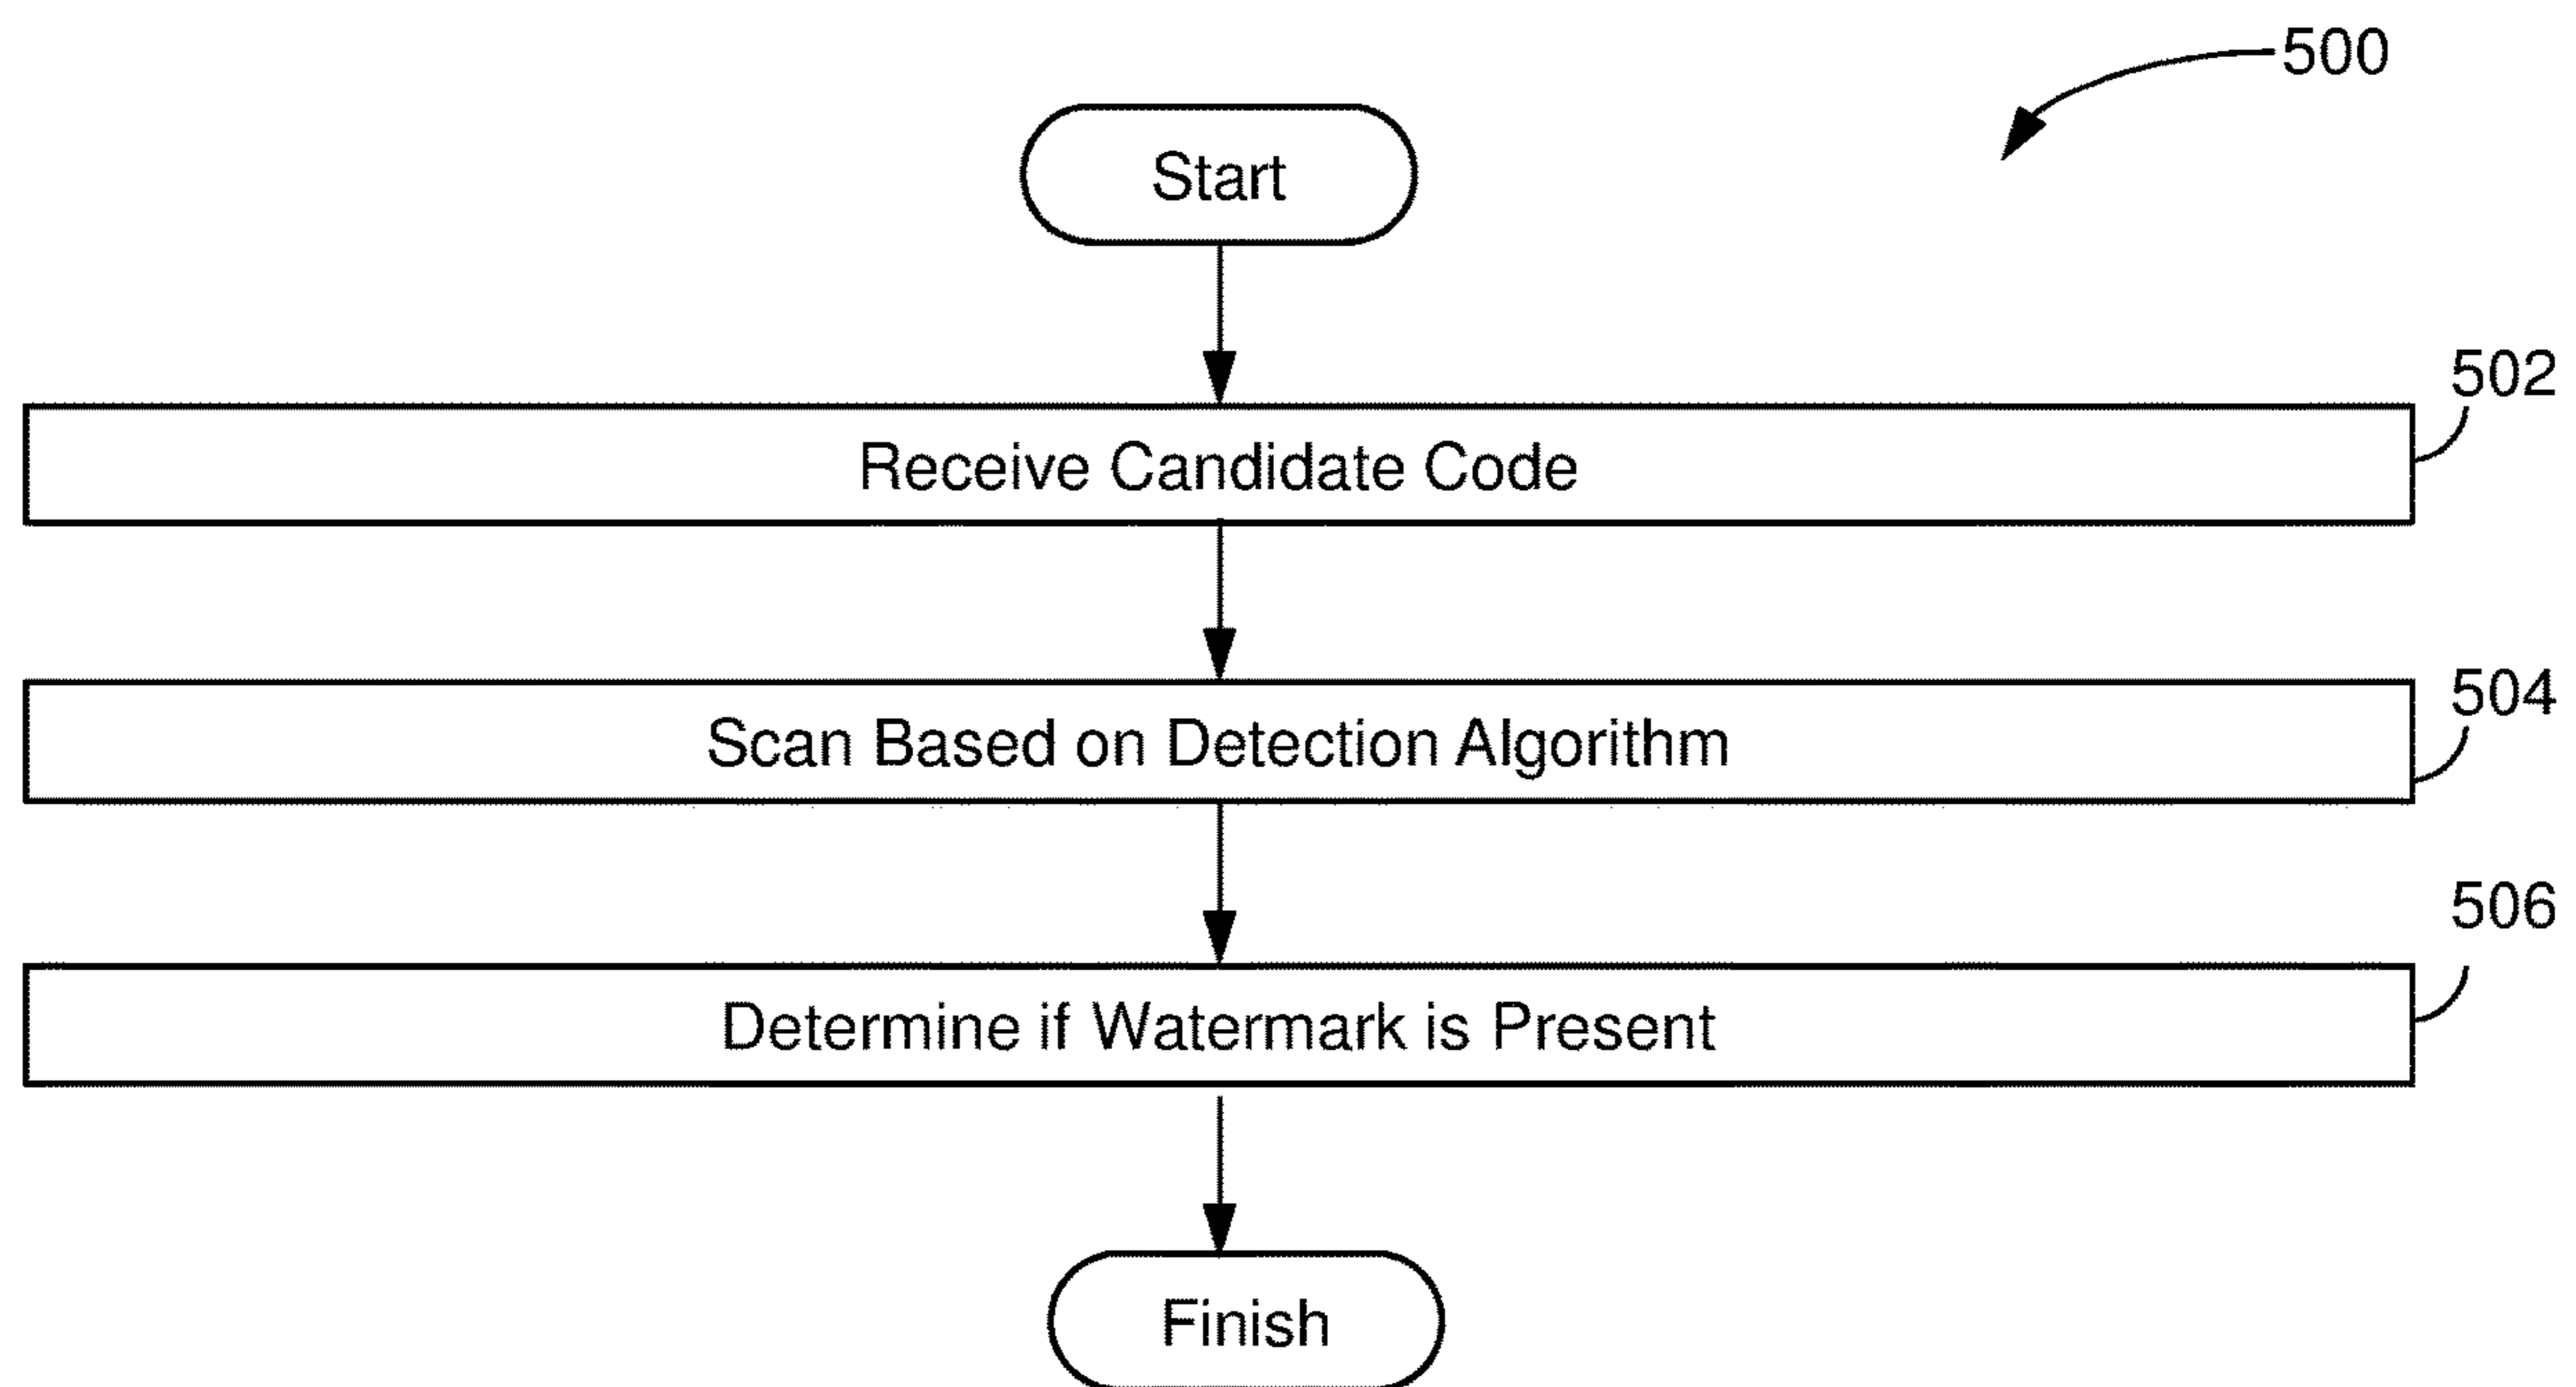 500
Start
502
Receive Candidate Code
504
Scan Based on Detection Algorithm
506
Determine if Watermark is Present
Finish